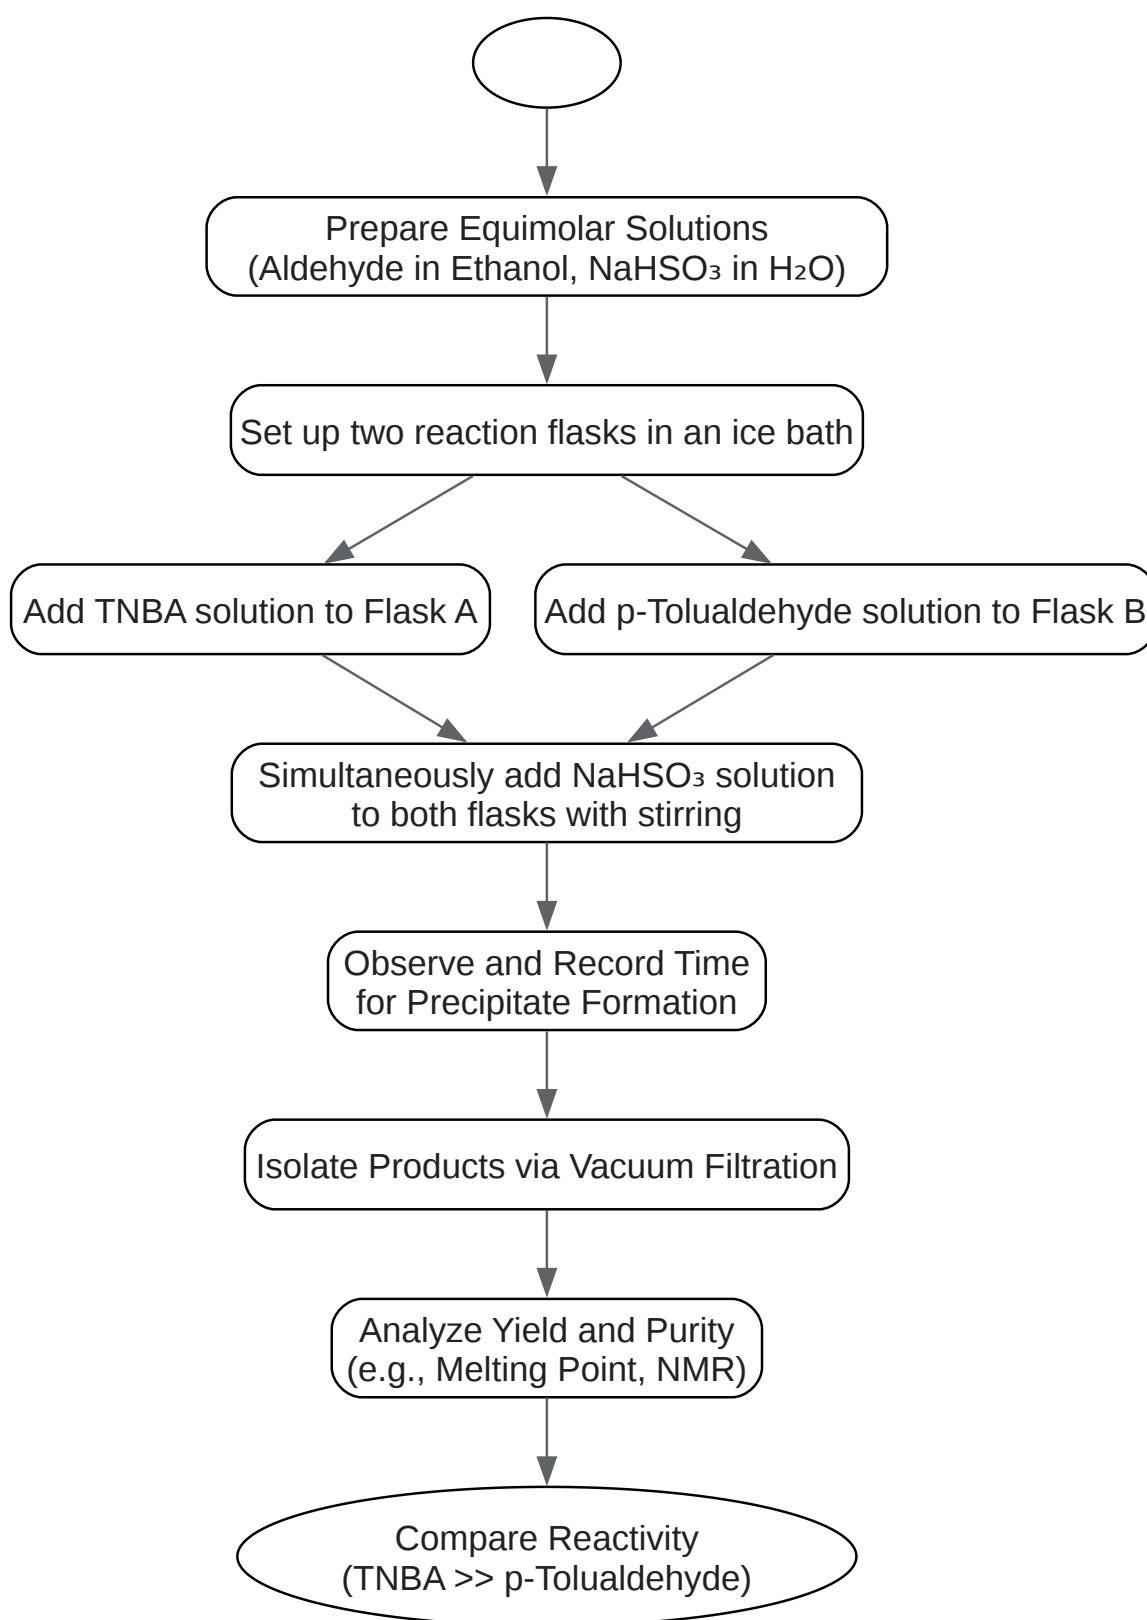 Prepare Equimolar Solutions
(Aldehyde in Ethanol, NaHSO₃ in H₂O)
Set up two reaction flasks in an ice bath
Add TNBA solution to Flask A
Add p-Tolualdehyde solution to Flask B
Simultaneously add NaHSO₃ solution
to both flasks with stirring
Observe and Record Time
for Precipitate Formation
Isolate Products via Vacuum Filtration
Analyze Yield and Purity
(e.g., Melting Point, NMR)
Compare Reactivity
(TNBA >> p-Tolualdehyde)